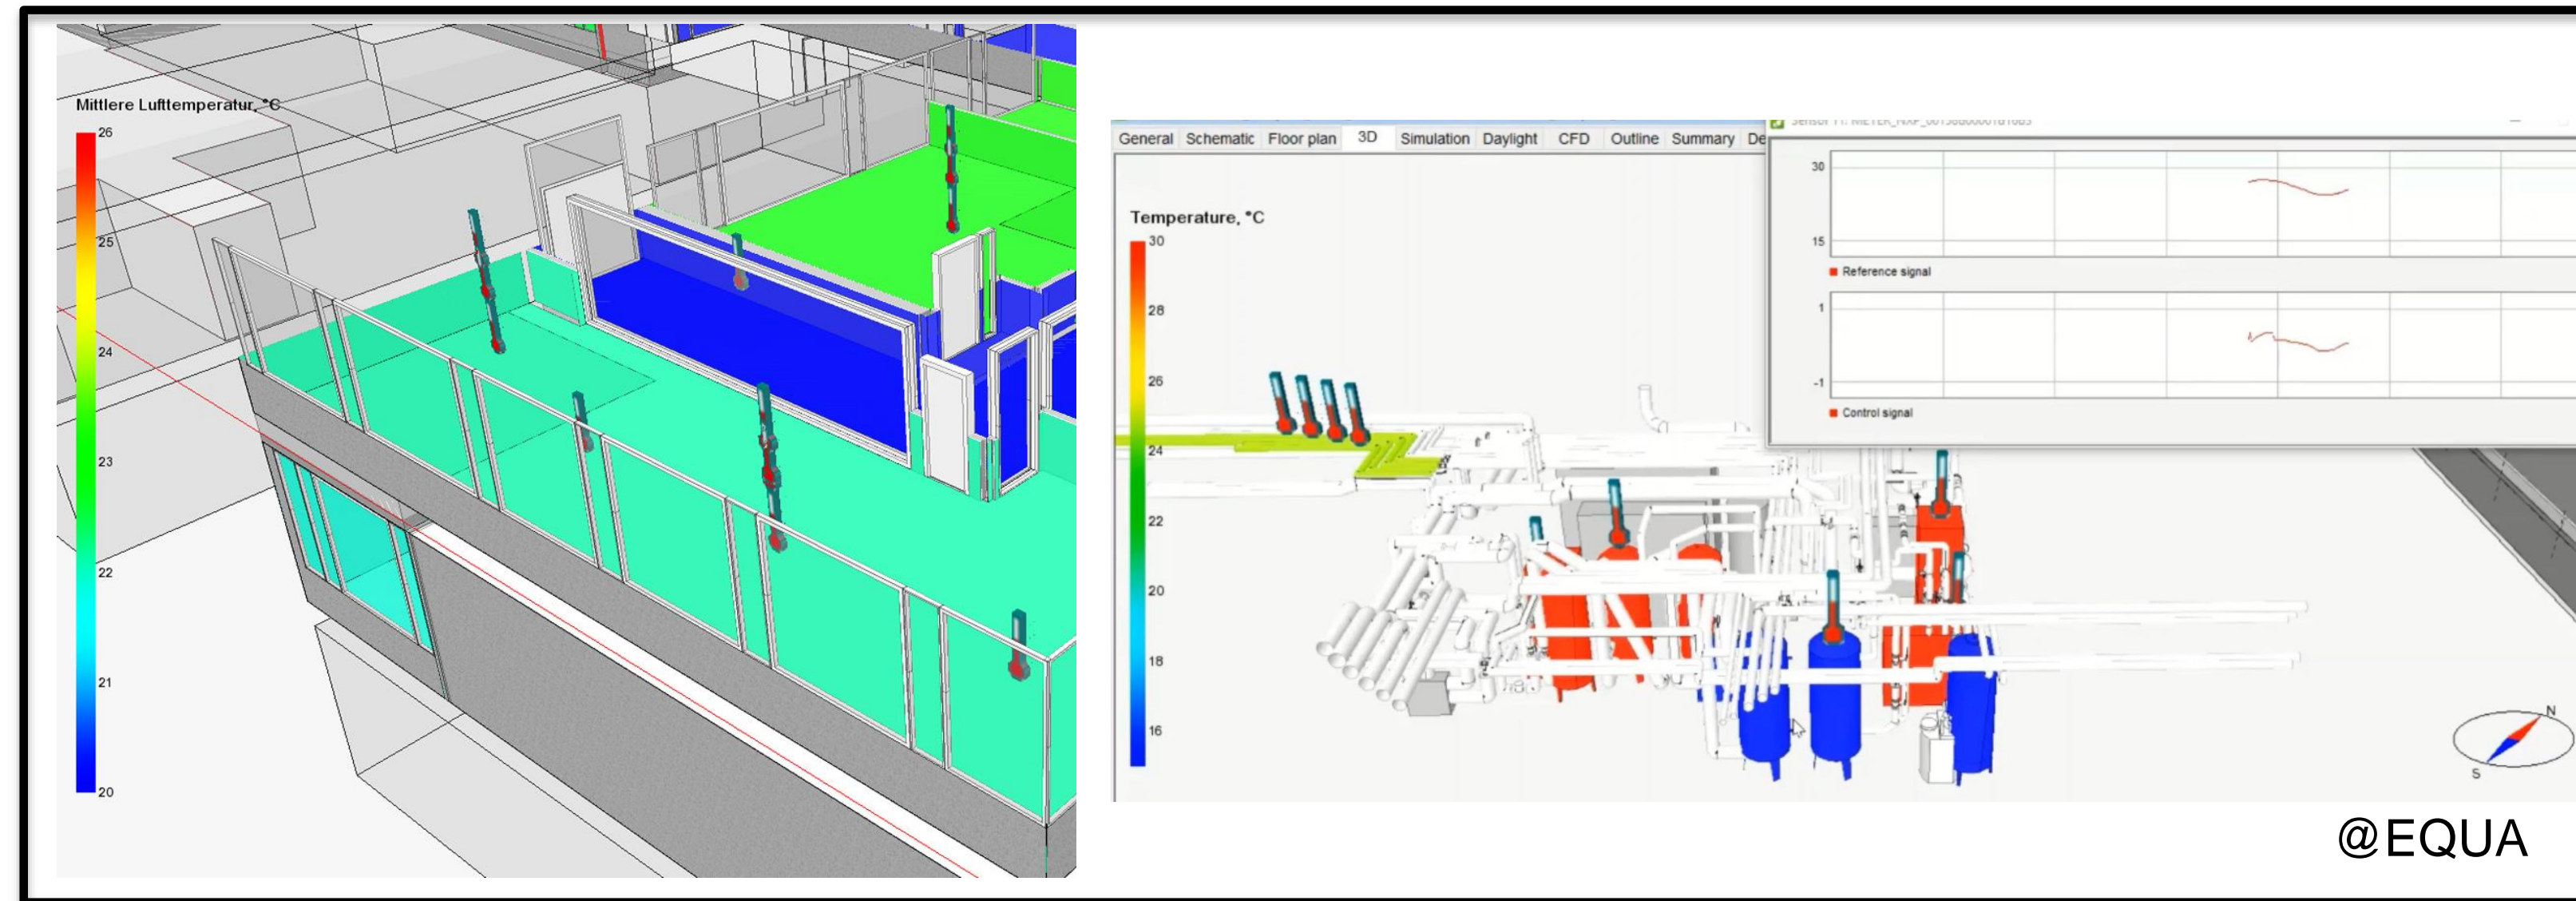 Mittlere Lufttemperatur, °C
26
25
24
23
22
21
20
General Schematic Floor plan 3D Simulation Daylight CFD Outline Summary De
Temperature, °C
30
28
26
24
22
20
18
16
30
15
Reference signal
1
-1
Control signal
N
S
@EQUA